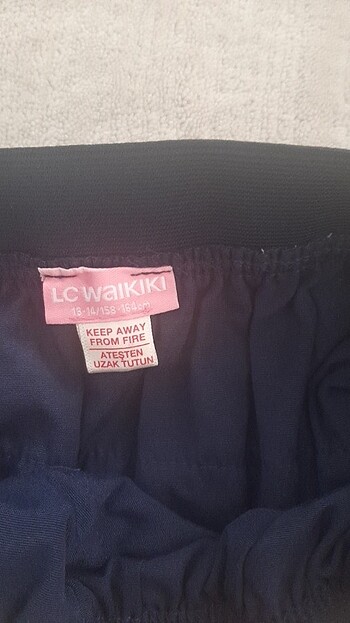 LC WAIKIKI
13-14/158-164cm
KEEP AWAY
FROM FIRE
ATEŞTEN
UZAK TUTUN